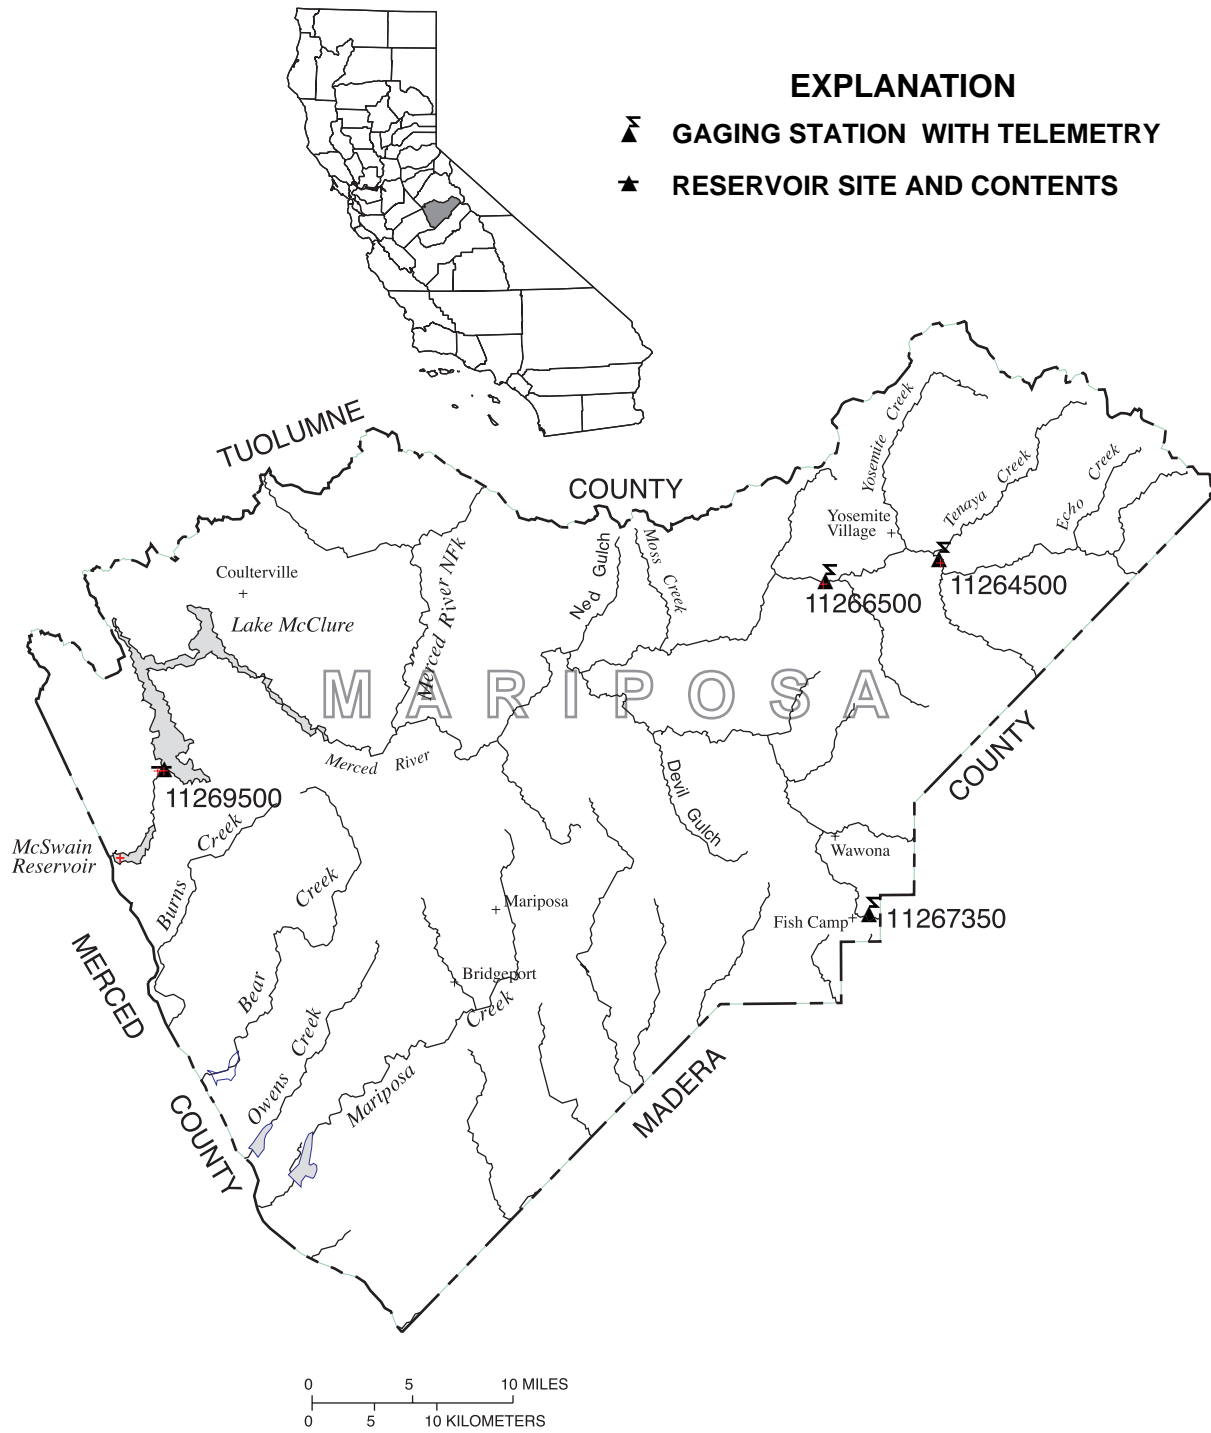 EXPLANATION
GAGING STATION WITH TELEMETRY
RESERVOIR SITE AND CONTENTS
TUOLUMNE
COUNTY
Yosemite Creek
Tenaya Creek
Echo Creek
Yosemite
Village
Coulterville
Lake McClure
Merced River NFk
Ned Gulch
Moss Creek
11266500
11264500
MARIPOSA
Merced River
11269500
Devil Gulch
COUNTY
McSwain
Reservoir
Burns Creek
Wawona
Mariposa
Fish Camp
11267350
Bear Creek
Bridgeport
MERCED
COUNTY
Owens Creek
Mariposa Creek
MADERA
0 5 10 MILES
0 5 10 KILOMETERS